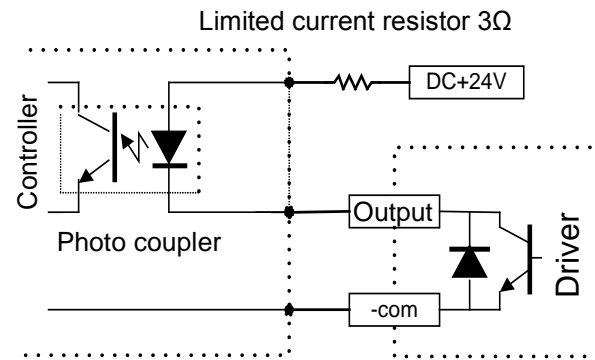 Limited current resistor 3Ω
DC+24V
Controller
Output
Photo coupler
Driver
-com